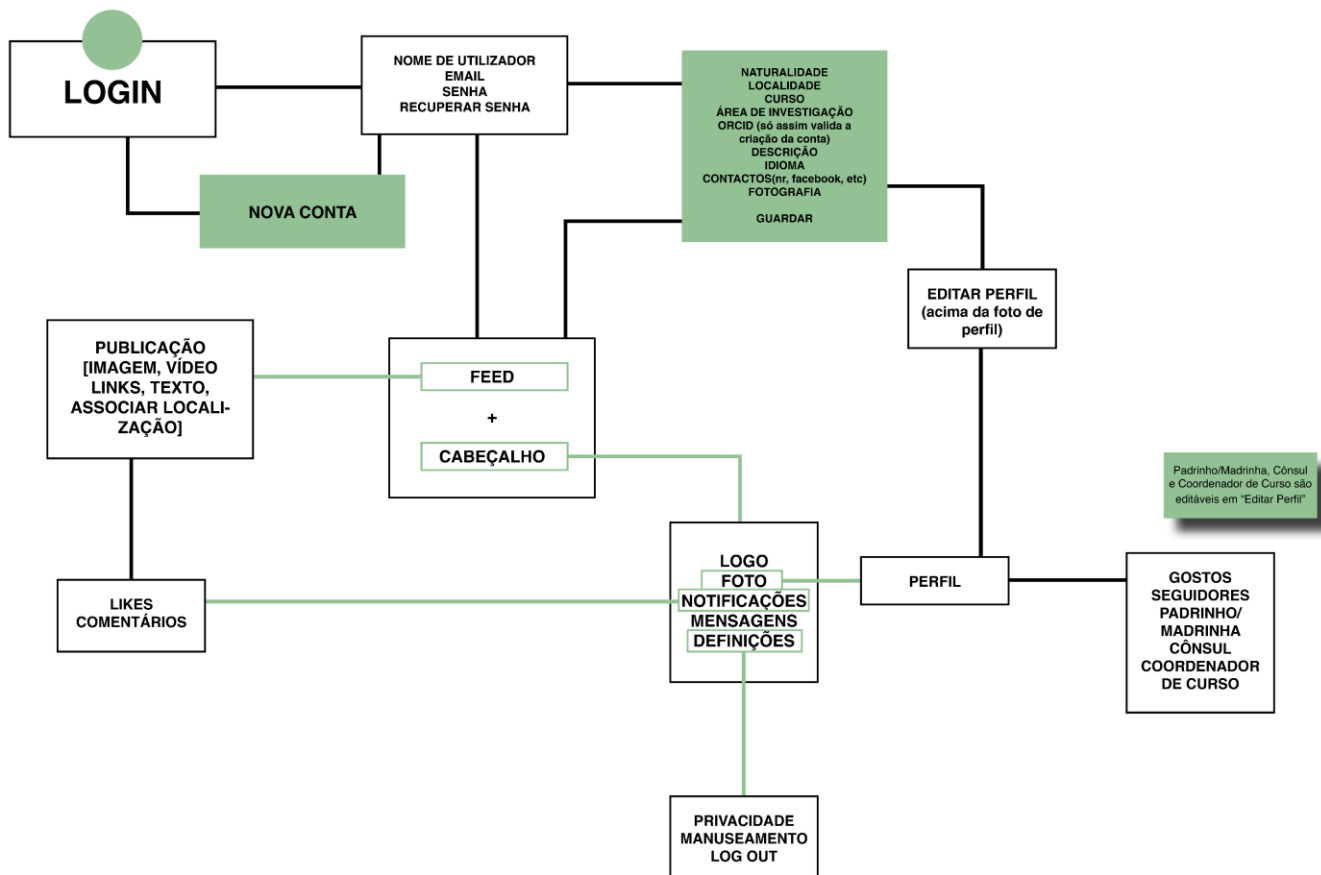 LOGIN
NOME DE UTILIZADOR
EMAIL
SENHA
RECUPERAR SENHA
NATURALIDADE
LOCALIDADE
CURSO
ÁREA DE INVESTIGAÇÃO
ORCID (só assim valida a
criação da conta)
DESCRIÇÃO
IDIOMA
CONTACTOS(nr, facebook, etc)
FOTOGRAFIA
GUARDAR
NOVA CONTA
EDITAR PERFIL
(acima da foto de
perfil)
PUBLICAÇÃO
[IMAGEM, VÍDEO
LINKS, TEXTO,
ASSOCIAR LOCALI-
ZAÇÃO]
FEED
+
CABEÇALHO
Padrinho/Madrinha, Cônsul
e Coordenador de Curso são
editáveis em “Editar Perfil”
LIKES
COMENTÁRIOS
LOGO
FOTO
NOTIFICAÇÕES
MENSAGENS
DEFINIÇÕES
PERFIL
GOSTOS
SEGUIDORES
PADRINHO/
MADRINHA
CÔNSUL
COORDENADOR
DE CURSO
PRIVACIDADE
MANUSEAMENTO
LOG OUT